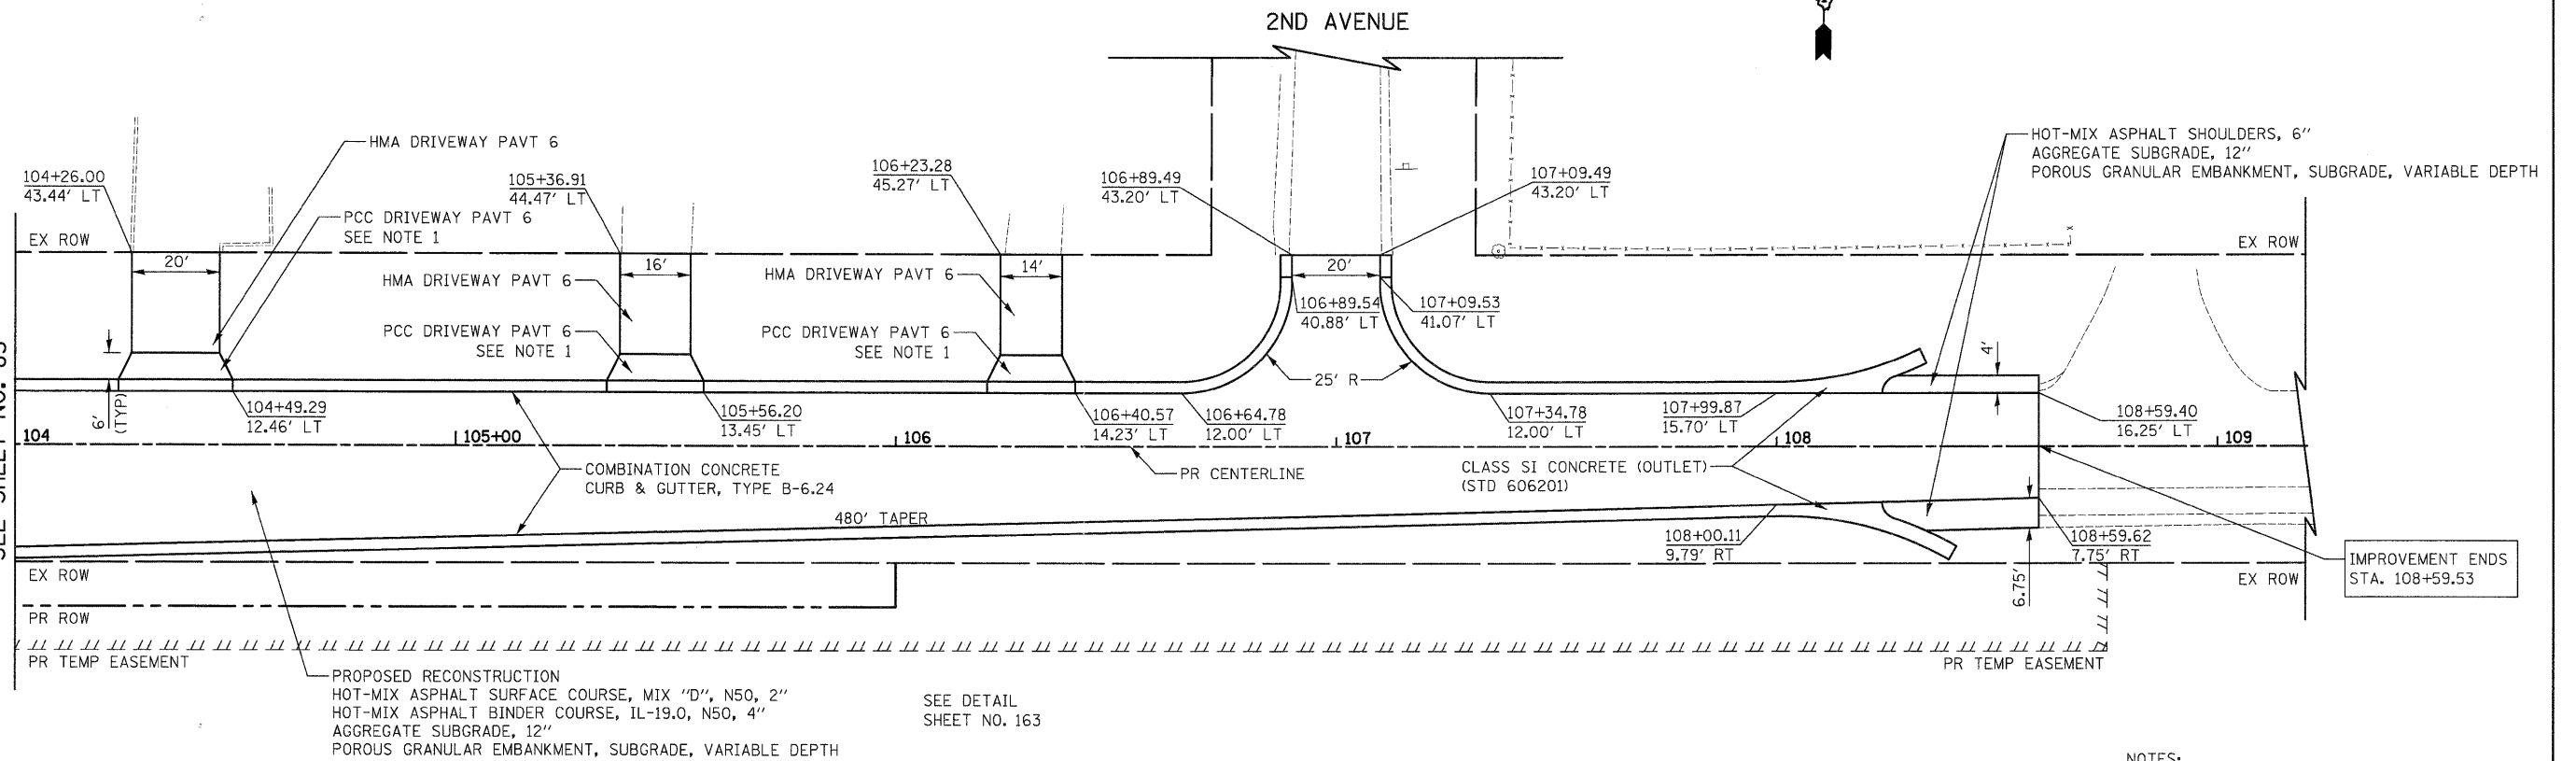 2ND AVENUE
HMA DRIVEWAY PAVT 6
104+26.00
43.44' LT
PCC DRIVEWAY PAVT 6
SEE NOTE 1
105+36.91
44.47' LT
106+23.28
45.27' LT
106+89.49
43.20' LT
107+09.49
43.20' LT
HOT-MIX ASPHALT SHOULDERS, 6"
AGGREGATE SUBGRADE, 12"
POROUS GRANULAR EMBANKMENT, SUBGRADE, VARIABLE DEPTH
EX ROW
EX ROW
20'
16'
14'
20'
HMA DRIVEWAY PAVT 6
HMA DRIVEWAY PAVT 6
106+89.54
40.88' LT
107+09.53
41.07' LT
PCC DRIVEWAY PAVT 6
SEE NOTE 1
PCC DRIVEWAY PAVT 6
SEE NOTE 1
4'
25' R
6'
(TYP)
104+49.29
12.46' LT
105+56.20
13.45' LT
106+40.57
14.23' LT
106+64.78
12.00' LT
107+34.78
12.00' LT
107+99.87
15.70' LT
108+59.40
16.25' LT
104
105+00
106
107
108
109
COMBINATION CONCRETE
CURB & GUTTER, TYPE B-6.24
PR CENTERLINE
CLASS SI CONCRETE (OUTLET)
(STD 606201)
480' TAPER
108+00.11
9.79' RT
108+59.62
7.75' RT
6.75'
IMPROVEMENT ENDS
STA. 108+59.53
EX ROW
EX ROW
PR ROW
PR TEMP EASEMENT
PR TEMP EASEMENT
PROPOSED RECONSTRUCTION
HOT-MIX ASPHALT SURFACE COURSE, MIX "D", N50, 2"
HOT-MIX ASPHALT BINDER COURSE, IL-19.0, N50, 4"
AGGREGATE SUBGRADE, 12"
POROUS GRANULAR EMBANKMENT, SUBGRADE, VARIABLE DEPTH
SEE DETAIL
SHEET NO. 163
NOTES: